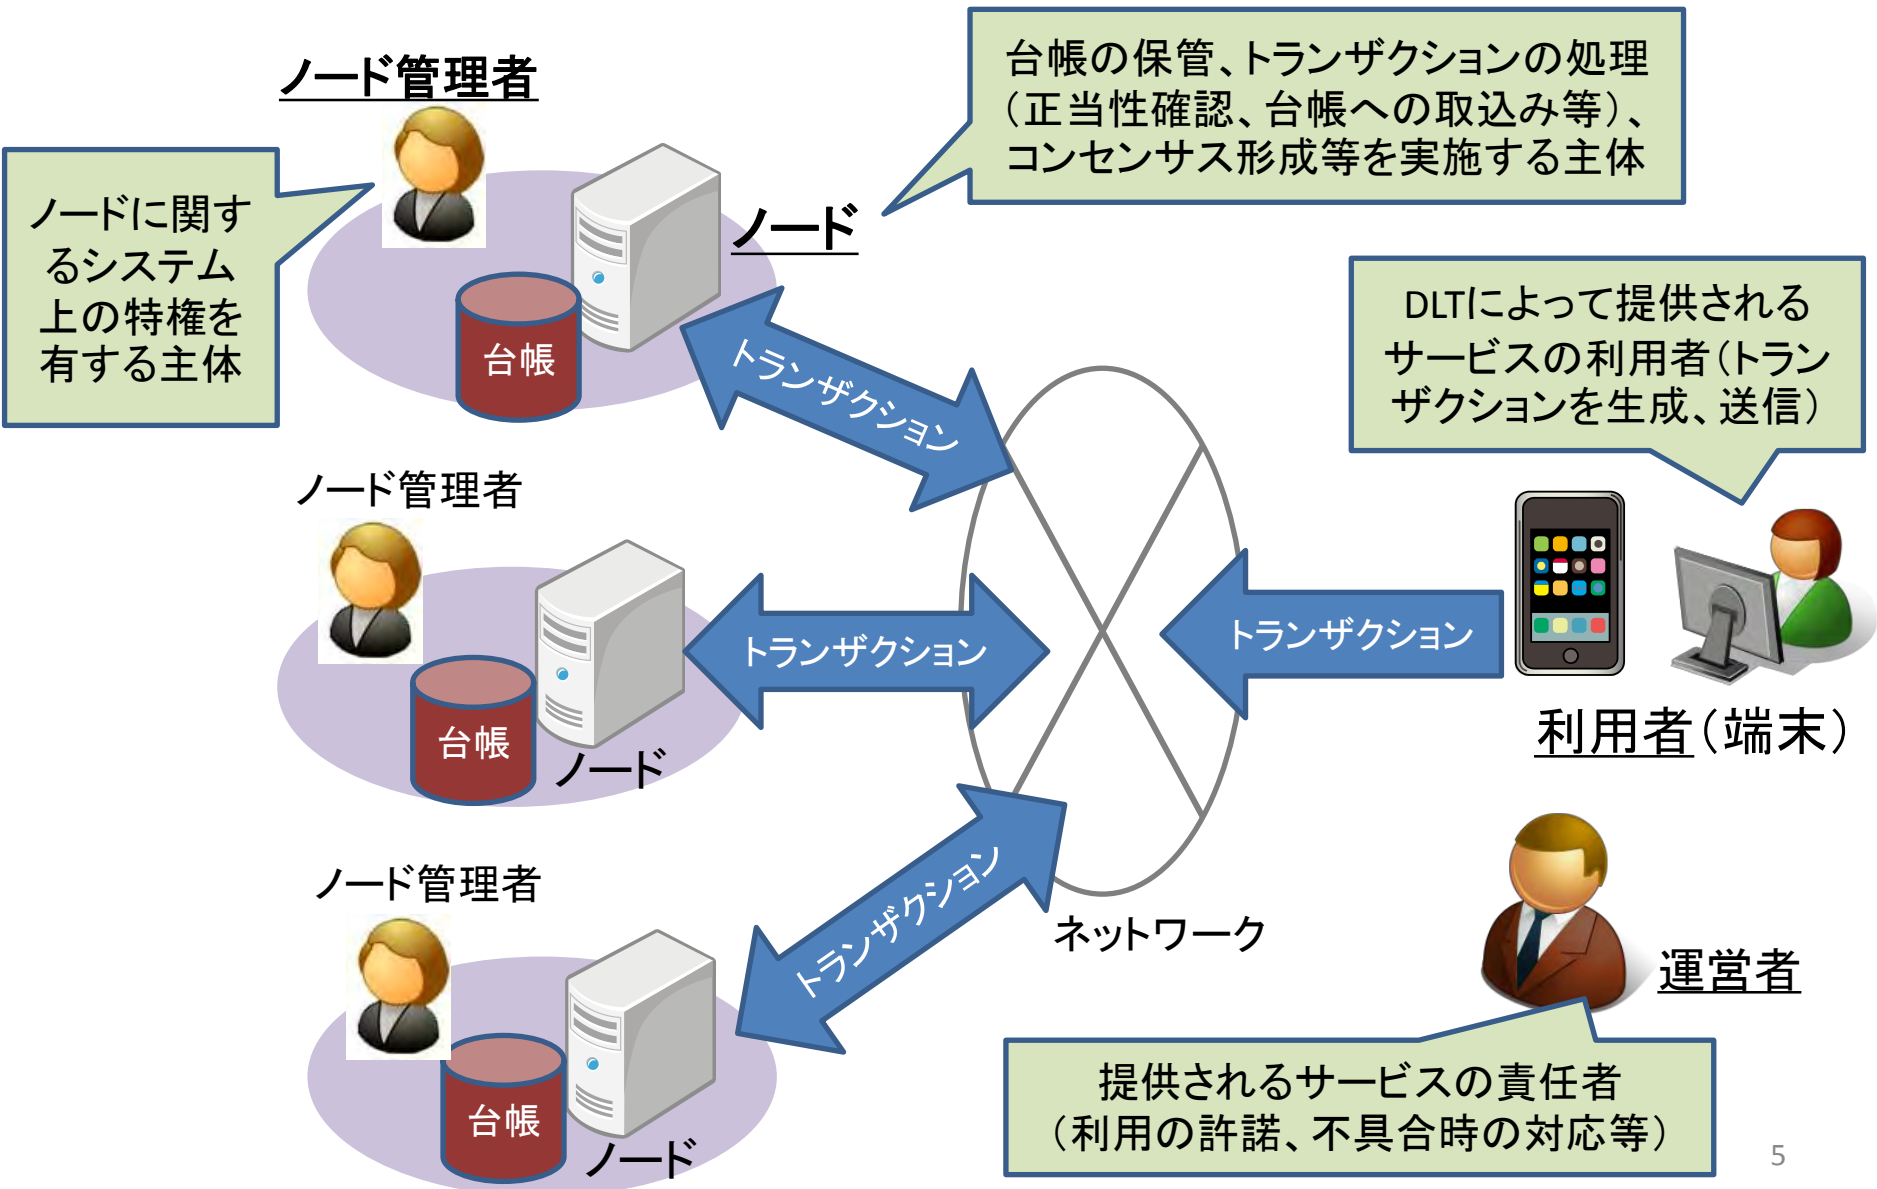 ノード管理者
台帳の保管、トランザクションの処理
（正当性確認、台帳への取込み等）、
コンセンサス形成等を実施する主体
ノードに関す
るシステム
上の特権を
有する主体
ノード
台帳
トランザクション
DLTによって提供される
サービスの利用者（トラン
ザクションを生成、送信）
ノード管理者
台帳
ノード
トランザクション
トランザクション
利用者（端末）
ノード管理者
台帳
ノード
トランザクション
ネットワーク
運営者
提供されるサービスの責任者
（利用の許諾、不具合時の対応等）
5